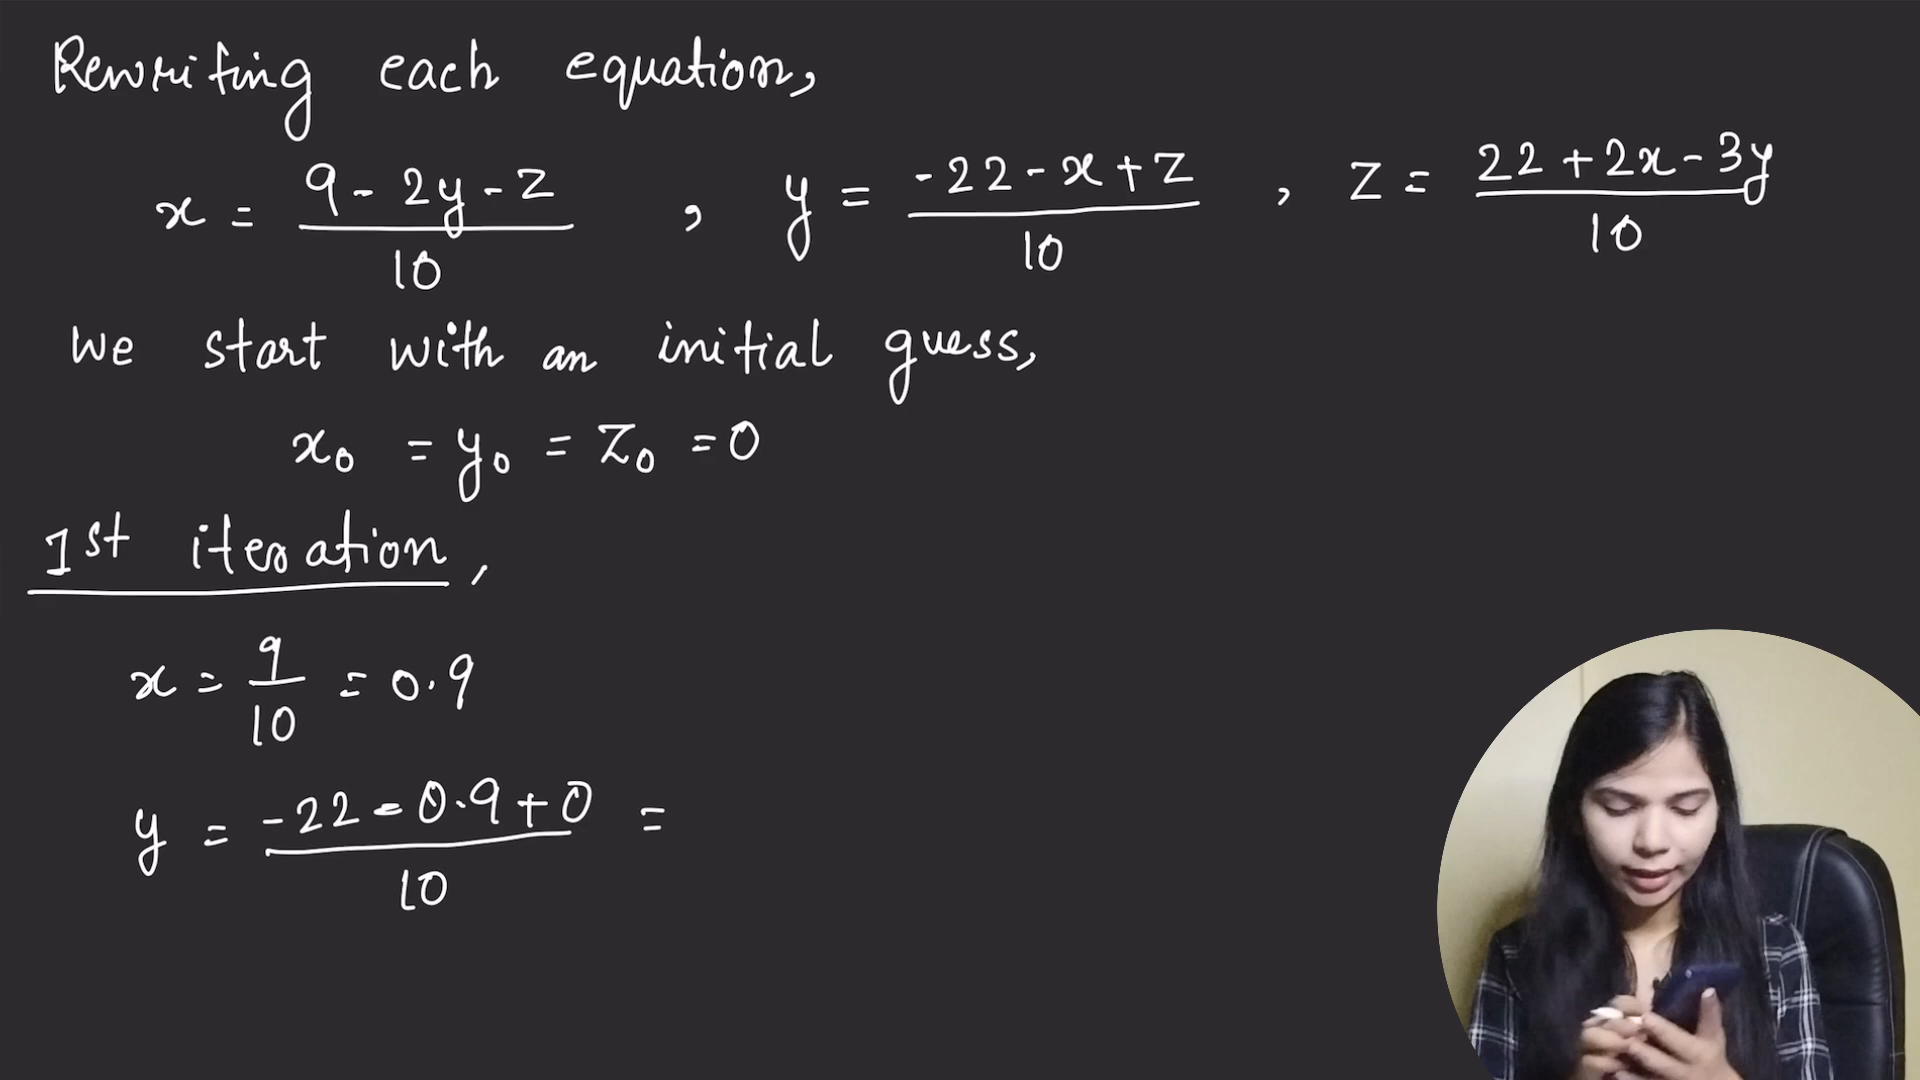 Rewriting each equation,
x = (9 - 2y - z)/10 , y = (-22 - x + z)/10 , z = (22 + 2x - 3y)/10
we start with an initial guess,
x₀ = y₀ = z₀ = 0
1st iteration,
x = 9/10 = 0.9
y = (-22 - 0.9 + 0)/10 =